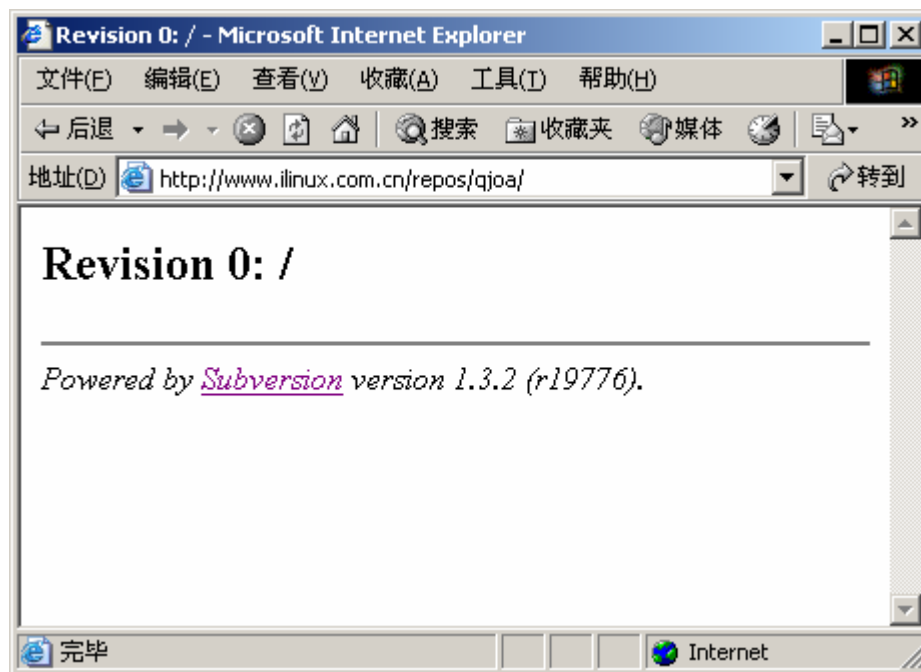 Revision 0: / - Microsoft Internet Explorer
文件(F) 编辑(E) 查看(V) 收藏(A) 工具(T) 帮助(H)
后退 搜索 收藏夹 媒体 »
地址(D) http://www.ilinux.com.cn/repos/qjoa/ 转到
Revision 0: /
Powered by Subversion version 1.3.2 (r19776).
完毕 Internet